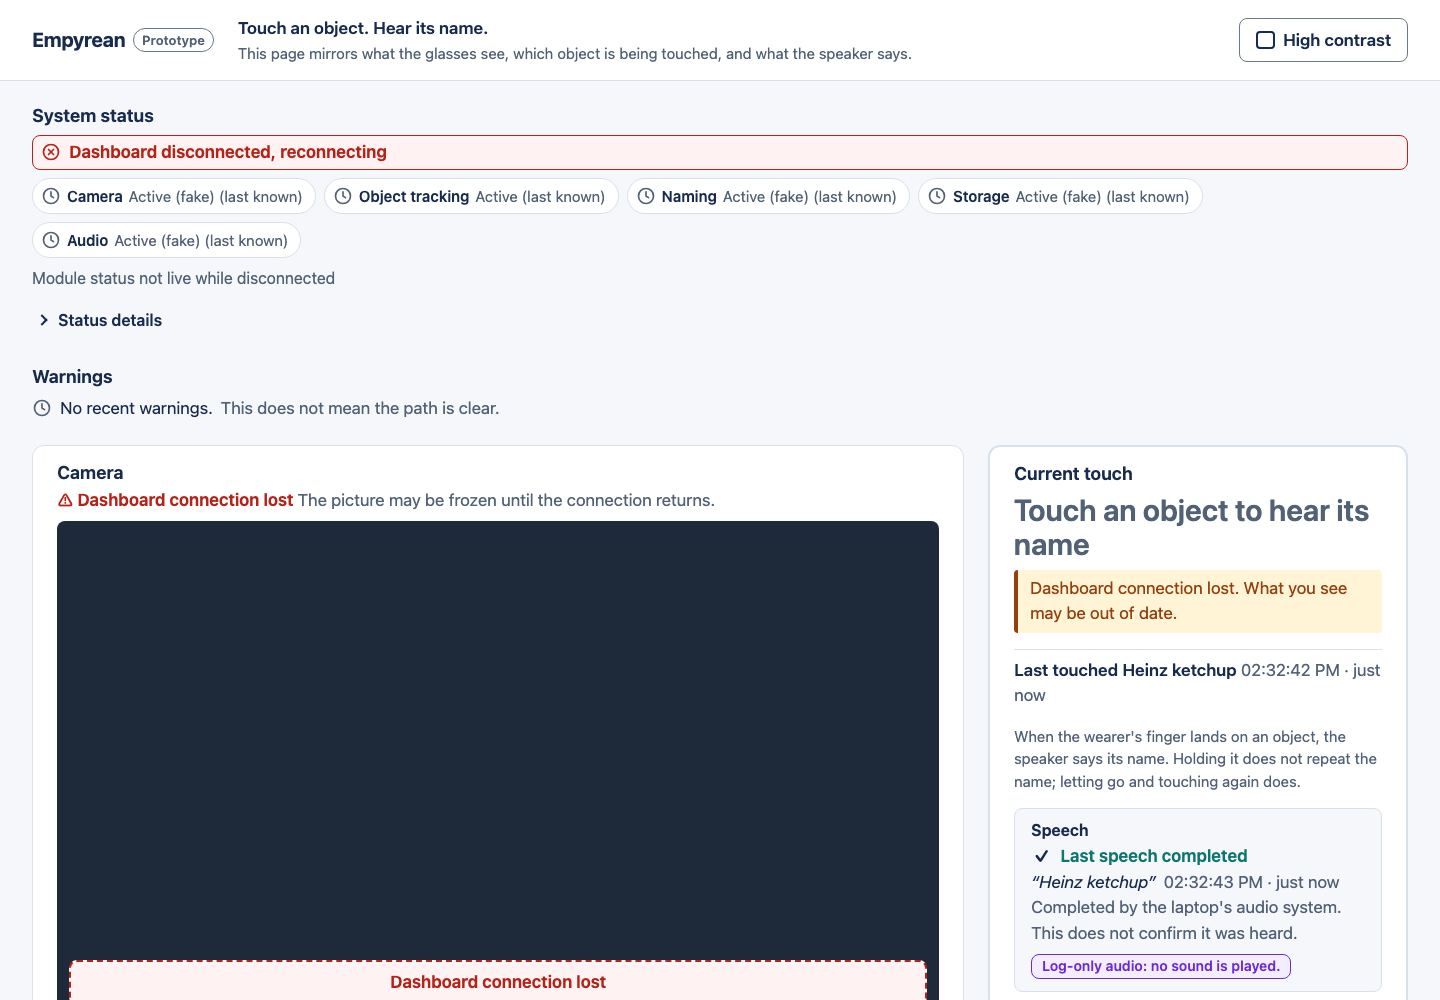 Empyrean
Prototype
Touch an object. Hear its name.
This page mirrors what the glasses see, which object is being touched, and what the speaker says.
High contrast
System status
Dashboard disconnected, reconnecting
Camera Active (fake) (last known)
Object tracking Active (last known)
Naming Active (fake) (last known)
Storage Active (fake) (last known)
Audio Active (fake) (last known)
Module status not live while disconnected
Status details
Warnings
No recent warnings. This does not mean the path is clear.
Camera
Dashboard connection lost The picture may be frozen until the connection returns.
Dashboard connection lost
Current touch
Touch an object to hear its
name
Dashboard connection lost. What you see
may be out of date.
Last touched Heinz ketchup 02:32:42 PM · just
now
When the wearer's finger lands on an object, the
speaker says its name. Holding it does not repeat the
name; letting go and touching again does.
Speech
Last speech completed
“Heinz ketchup” 02:32:43 PM · just now
Completed by the laptop's audio system.
This does not confirm it was heard.
Log-only audio: no sound is played.